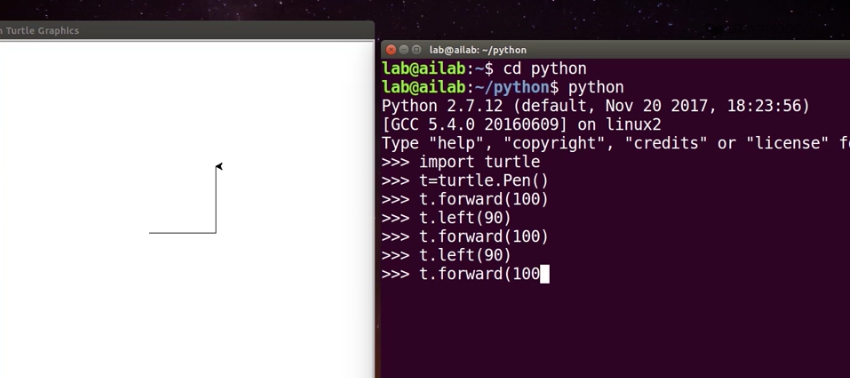 Turtle Graphics
lab@ailab: ~/python
lab@ailab:~$ cd python
lab@ailab:~/python$ python
Python 2.7.12 (default, Nov 20 2017, 18:23:56)
[GCC 5.4.0 20160609] on linux2
Type "help", "copyright", "credits" or "license" f
>>> import turtle
>>> t=turtle.Pen()
>>> t.forward(100)
>>> t.left(90)
>>> t.forward(100)
>>> t.left(90)
>>> t.forward(100